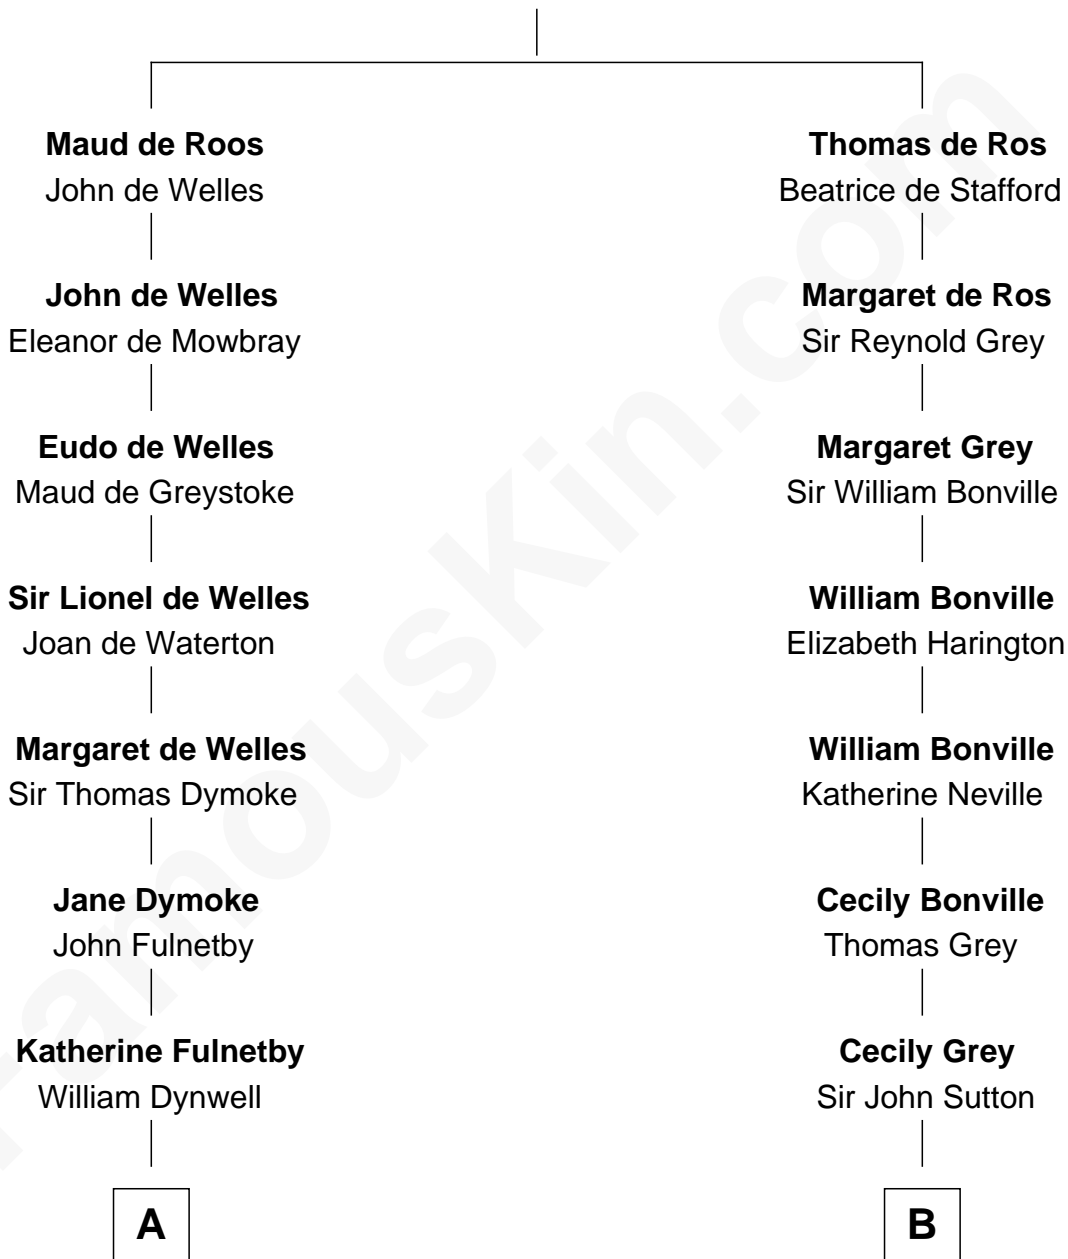 Maud de Roos
John de Welles
John de Welles
Eleanor de Mowbray
Eudo de Welles
Maud de Greystoke
Sir Lionel de Welles
Joan de Waterton
Margaret de Welles
Sir Thomas Dymoke
Jane Dymoke
John Fulnetby
Katherine Fulnetby
William Dynwell
A
Thomas de Ros
Beatrice de Stafford
Margaret de Ros
Sir Reynold Grey
Margaret Grey
Sir William Bonville
William Bonville
Elizabeth Harington
William Bonville
Katherine Neville
Cecily Bonville
Thomas Grey
Cecily Grey
Sir John Sutton
B
FamousKin.com